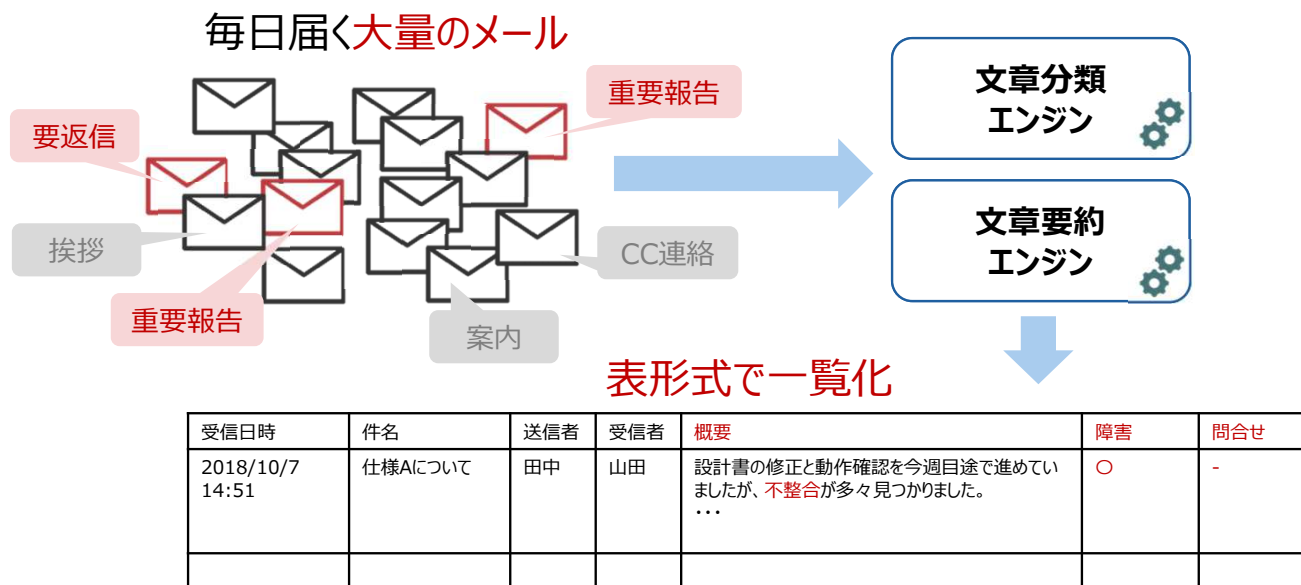 毎日届く大量のメール
重要報告
要返信
挨拶
CC連絡
重要報告
案内
文章分類
エンジン
文章要約
エンジン
表形式で一覧化
受信日時 件名 送信者 受信者 概要 障害 問合せ
2018/10/7 仕様Aについて 田中 山田 設計書の修正と動作確認を今週目途で進めてい 〇 -
14:51 ましたが、不整合が多々見つかりました。
・・・